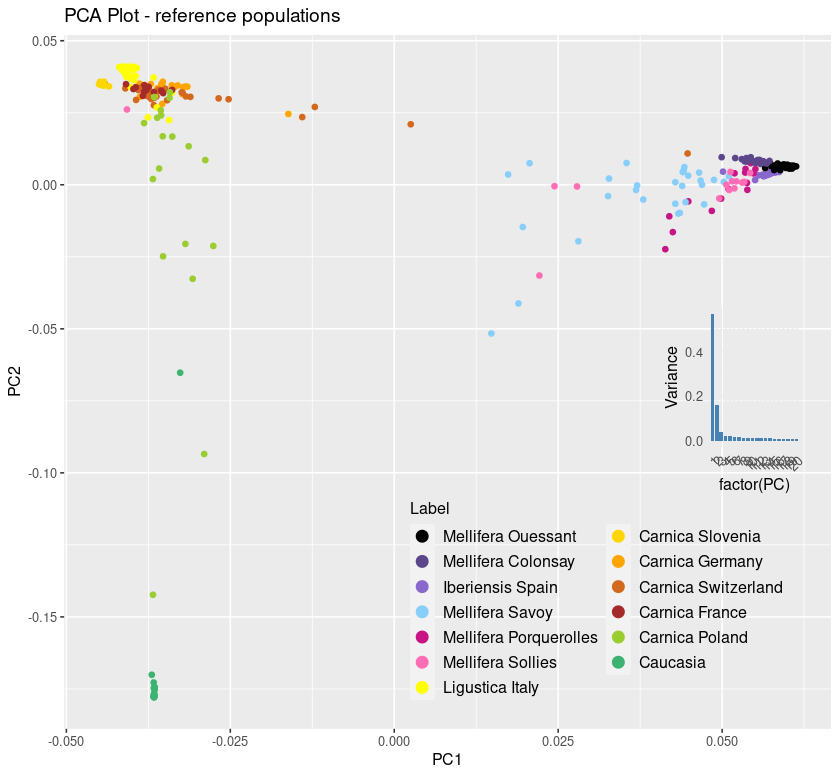 PCA Plot - reference populations
0.05
0.00
-0.05
-0.10
-0.15
PC2
Variance
0.4
0.2
0.0
factor(PC)
Label
Mellifera Ouessant
Mellifera Colonsay
Iberiensis Spain
Mellifera Savoy
Mellifera Porquerolles
Mellifera Sollies
Ligustica Italy
Carnica Slovenia
Carnica Germany
Carnica Switzerland
Carnica France
Carnica Poland
Caucasia
-0.050
-0.025
0.000
0.025
0.050
PC1